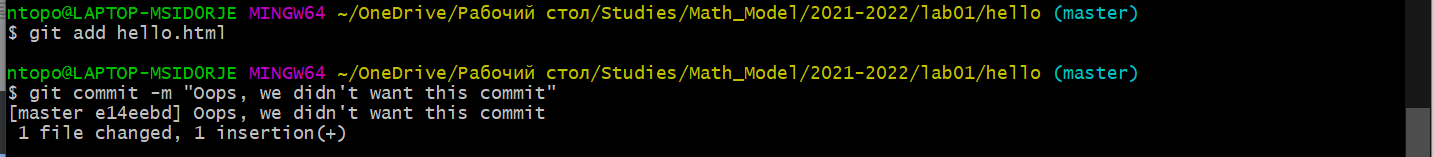 ntopo@LAPTOP-MSIDORJE MINGW64 ~/OneDrive/Рабочий стол/Studies/Math_Model/2021-2022/lab01/hello (master)
$ git add hello.html
ntopo@LAPTOP-MSIDORJE MINGW64 ~/OneDrive/Рабочий стол/Studies/Math_Model/2021-2022/lab01/hello (master)
$ git commit -m "Oops, we didn't want this commit"
[master e14eebd] Oops, we didn't want this commit
 1 file changed, 1 insertion(+)